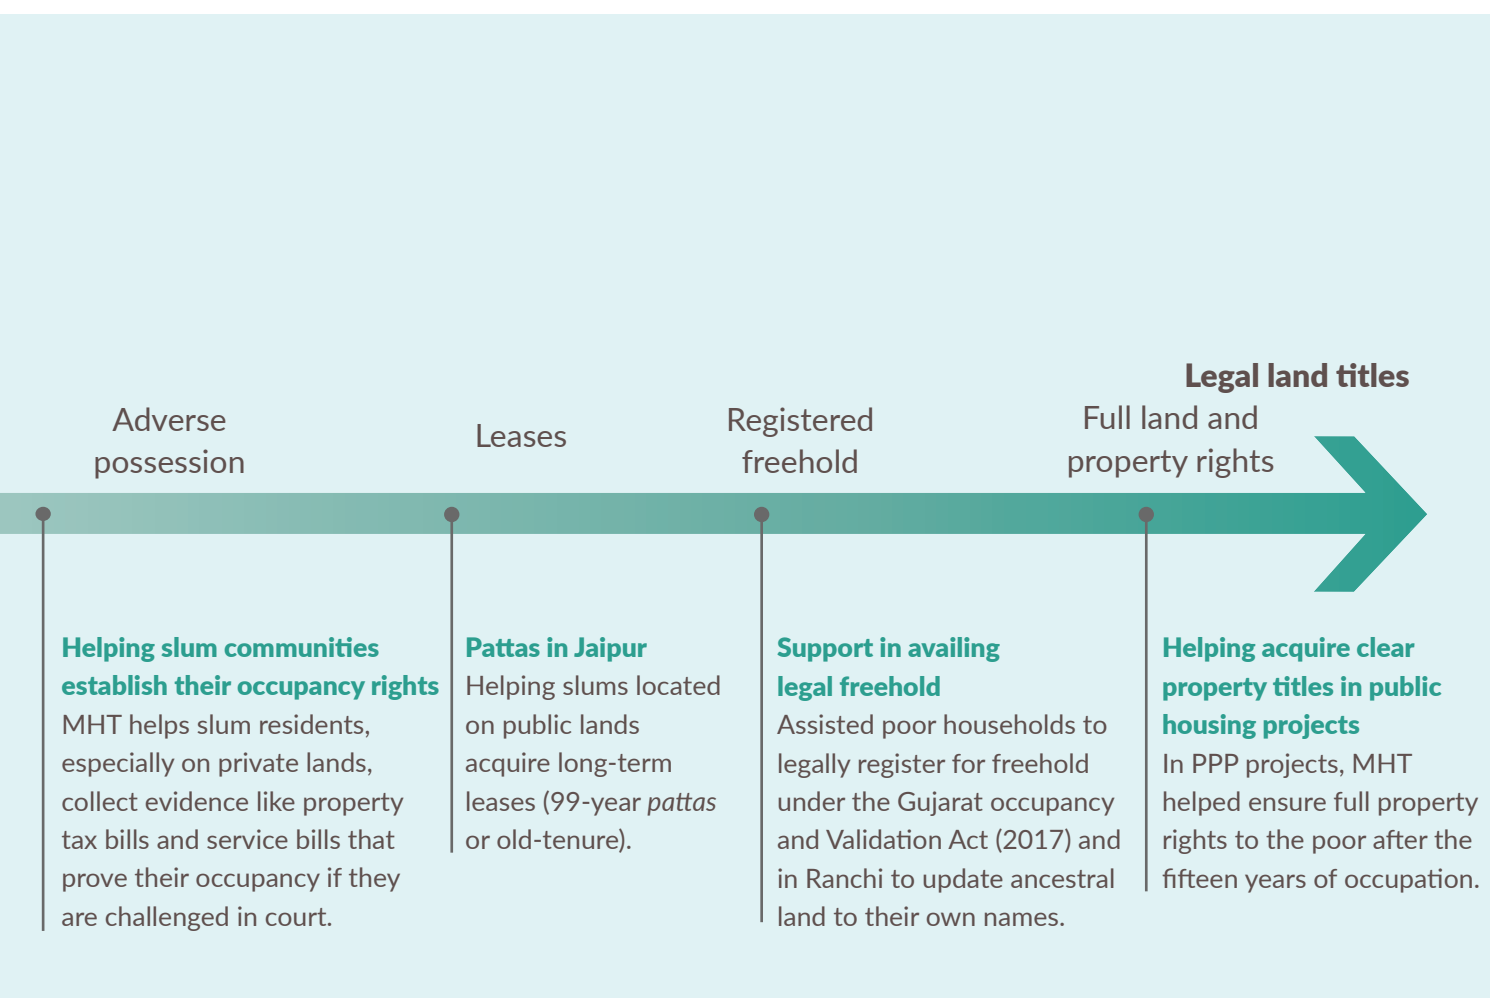 Legal land titles
Adverse
possession
Leases
Registered
freehold
Full land and
property rights
Helping slum communities
establish their occupancy rights
MHT helps slum residents,
especially on private lands,
collect evidence like property
tax bills and service bills that
prove their occupancy if they
are challenged in court.
Pattas in Jaipur
Helping slums located
on public lands
acquire long-term
leases (99-year pattas
or old-tenure).
Support in availing
legal freehold
Assisted poor households to
legally register for freehold
under the Gujarat occupancy
and Validation Act (2017) and
in Ranchi to update ancestral
land to their own names.
Helping acquire clear
property titles in public
housing projects
In PPP projects, MHT
helped ensure full property
rights to the poor after the
fifteen years of occupation.